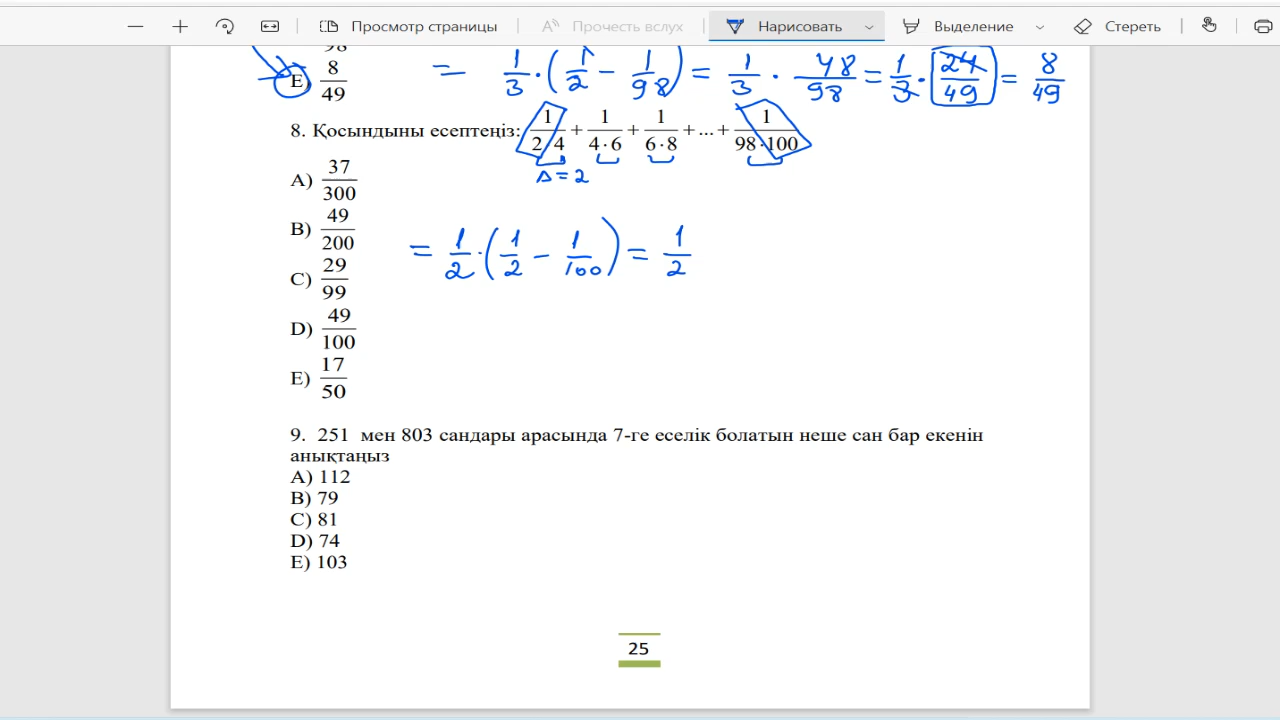 Просмотр страницы Прочесть вслух Нарисовать Выделение Стереть
98
E) 8/49 = 1/3 · (1/2 − 1/98) = 1/3 · 48/98 = 1/3 · 24/49 = 8/49
8. Қосындыны есептеңіз: 1/(2·4) + 1/(4·6) + 1/(6·8) + ... + 1/(98·100)
Δ = 2
A) 37/300
B) 49/200
= 1/2 · (1/2 − 1/100) = 1/2
C) 29/99
D) 49/100
E) 17/50
9. 251 мен 803 сандары арасында 7-ге еселік болатын неше сан бар екенін
анықтаңыз
A) 112
B) 79
C) 81
D) 74
E) 103
25